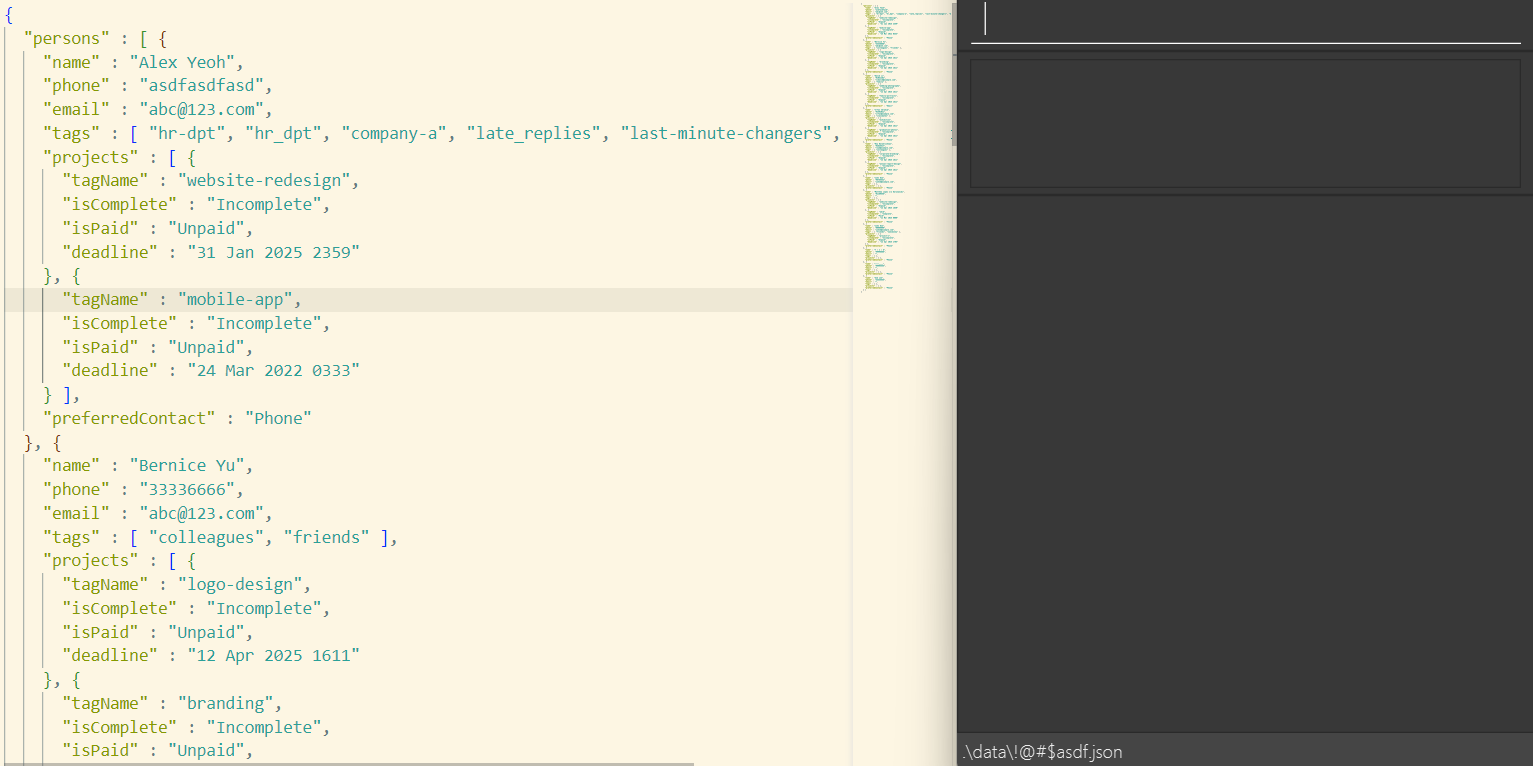 {
"persons" : [ {
"name" : "Alex Yeoh",
"phone" : "asdfasdfasd",
"email" : "abc@123.com",
"tags" : [ "hr-dpt", "hr_dpt", "company-a", "late_replies", "last-minute-changers",
"projects" : [ {
"tagName" : "website-redesign",
"isComplete" : "Incomplete",
"isPaid" : "Unpaid",
"deadline" : "31 Jan 2025 2359"
}, {
"tagName" : "mobile-app",
"isComplete" : "Incomplete",
"isPaid" : "Unpaid",
"deadline" : "24 Mar 2022 0333"
} ],
"preferredContact" : "Phone"
}, {
"name" : "Bernice Yu",
"phone" : "33336666",
"email" : "abc@123.com",
"tags" : [ "colleagues", "friends" ],
"projects" : [ {
"tagName" : "logo-design",
"isComplete" : "Incomplete",
"isPaid" : "Unpaid",
"deadline" : "12 Apr 2025 1611"
}, {
"tagName" : "branding",
"isComplete" : "Incomplete",
"isPaid" : "Unpaid",
.\data\!@#$asdf.json